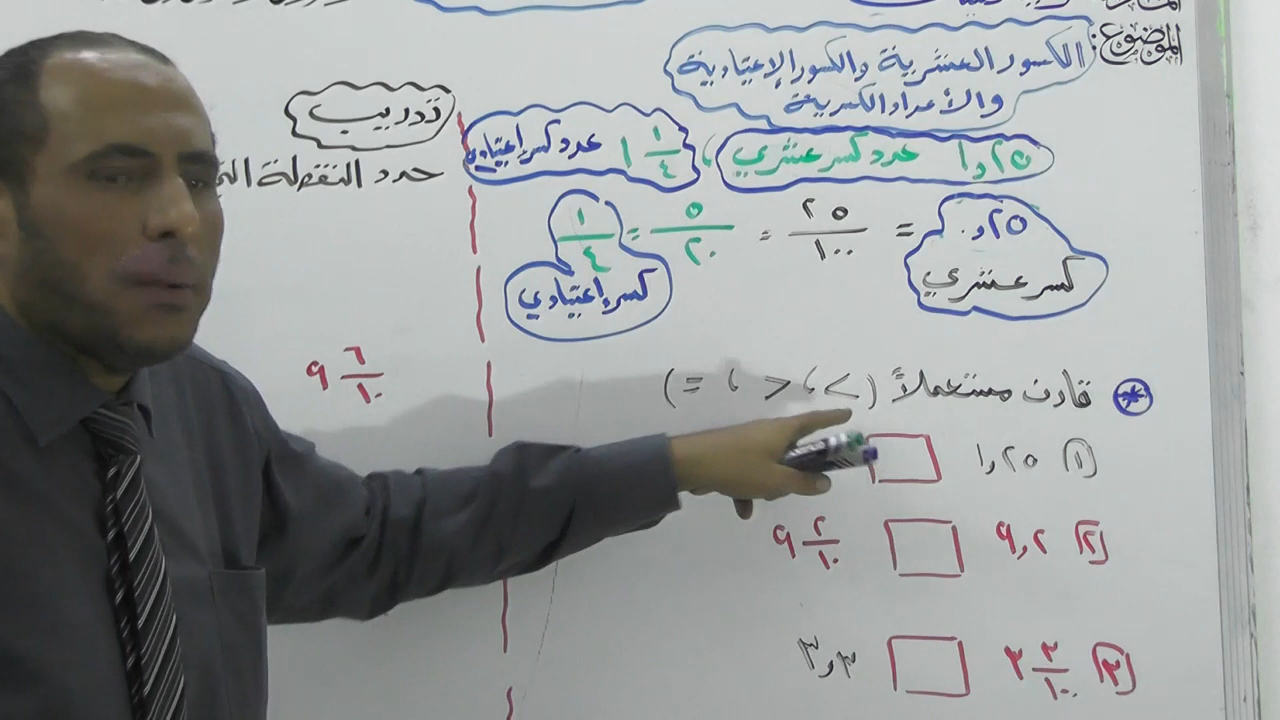 الموضوع:
الكسور العشرية والكسور الإعتيادية
والأعداد الكسرية
١,٢٥ عدد كسر عشري ، ١ ١/٤ عدد كسر اعتيادي
٠,٢٥ = ٢٥/١٠٠ = ٥/٢٠ = ١/٤
كسر عشري
كسر اعتيادي
قارن مستعملاً ( < ، > ، = )
١) ١,٢٥
٢) ٩,٢ □ ٩ ٢/١٠
٣) ٣ ٣/١٠ □ ٣,٣
تدريب
حدد النقطة
٩ ٦/١٠